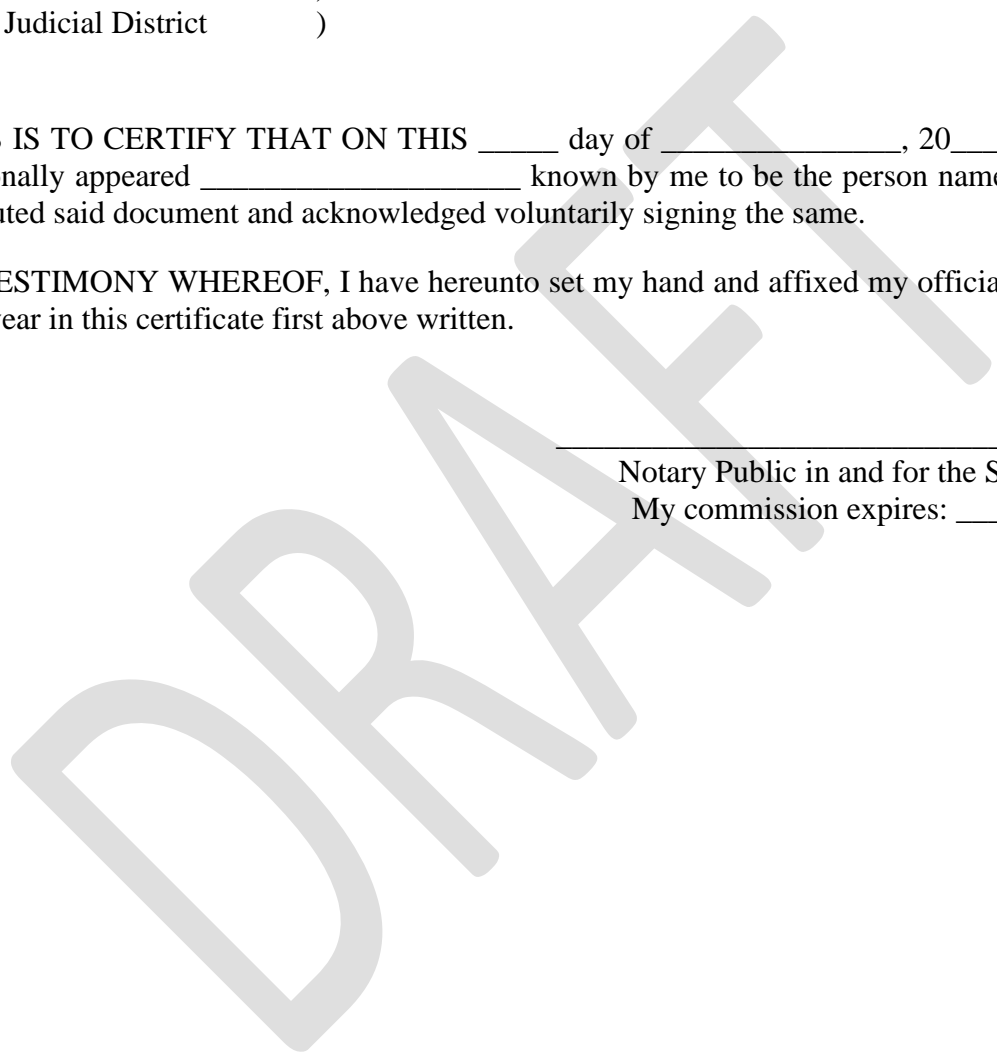 Judicial District )
IS TO CERTIFY THAT ON THIS _____ day of _______________, 20___
nally appeared ____________________ known by me to be the person name
uted said document and acknowledged voluntarily signing the same.
ESTIMONY WHEREOF, I have hereunto set my hand and affixed my officia
ear in this certificate first above written.
____________________________
Notary Public in and for the S
My commission expires: ___
DRAFT